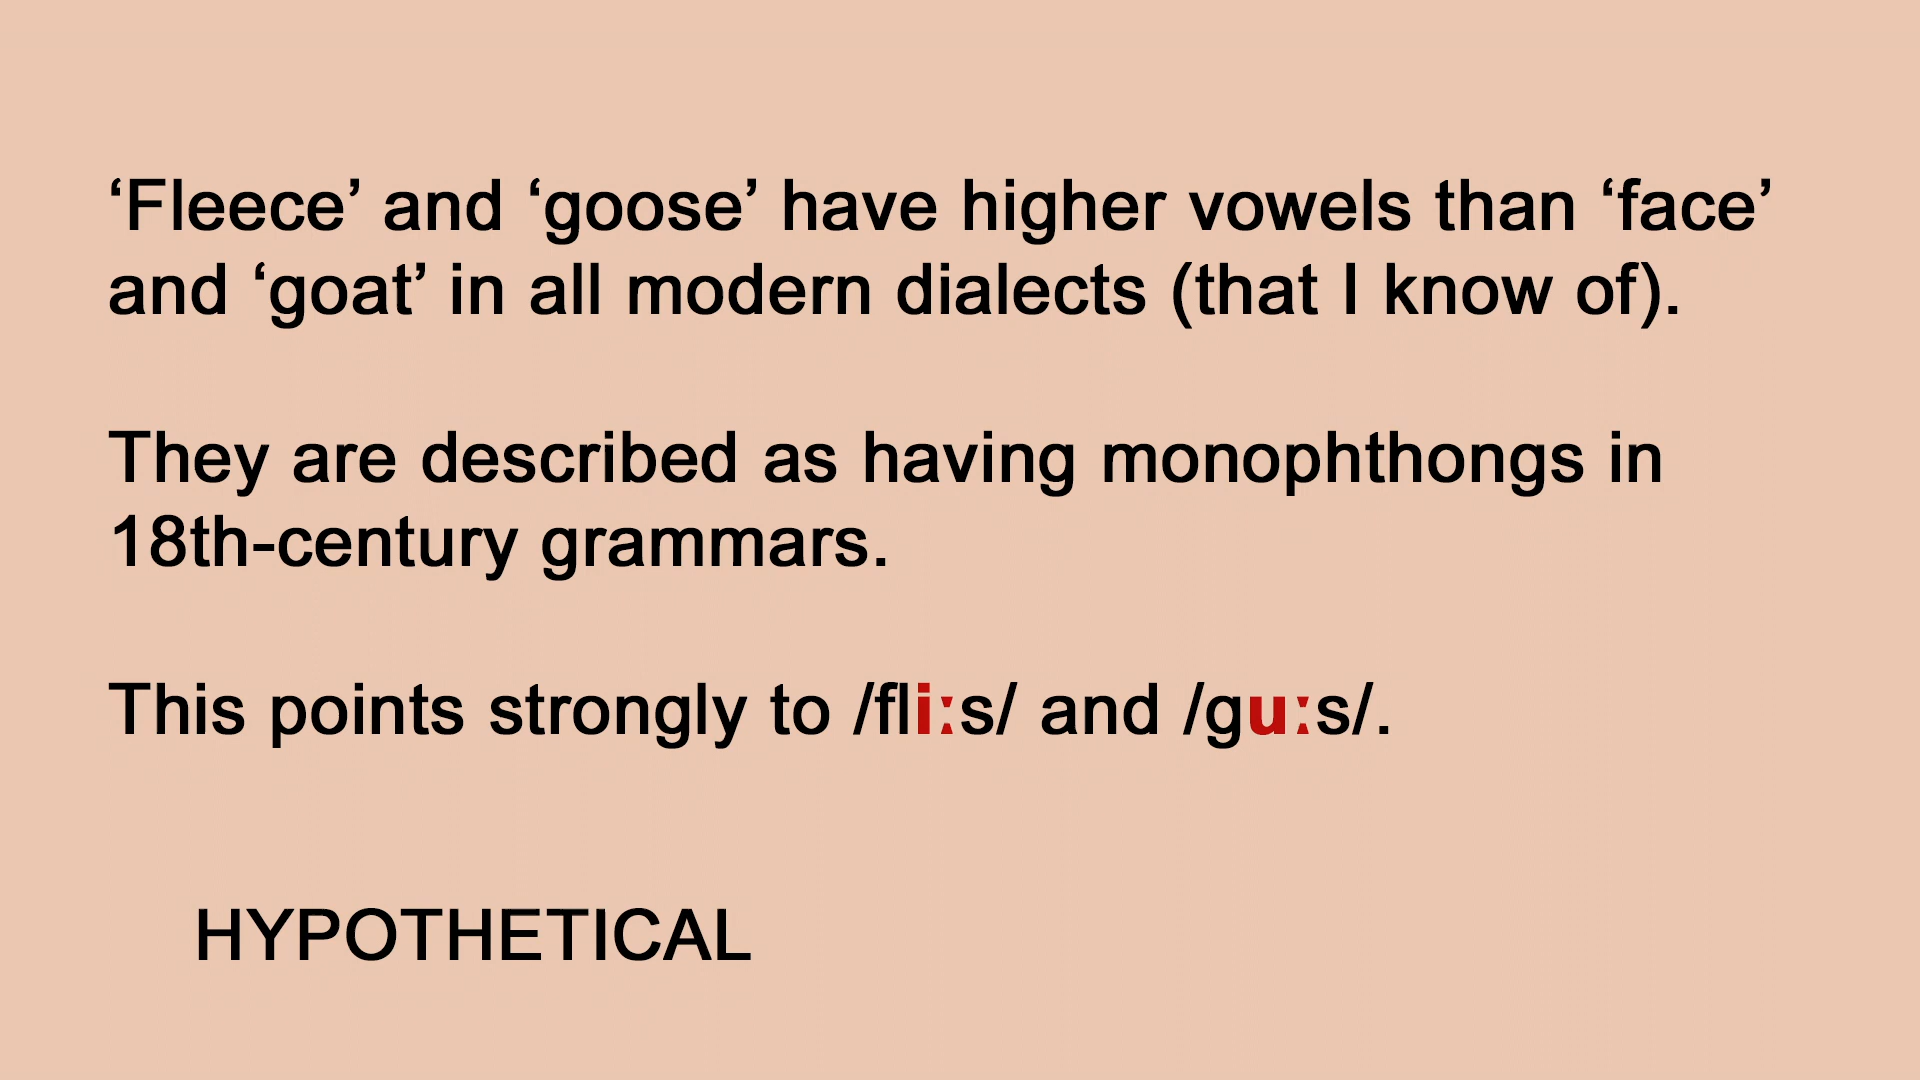 ‘Fleece’ and ‘goose’ have higher vowels than ‘face’
and ‘goat’ in all modern dialects (that I know of).
They are described as having monophthongs in
18th-century grammars.
This points strongly to /fliːs/ and /guːs/.
HYPOTHETICAL